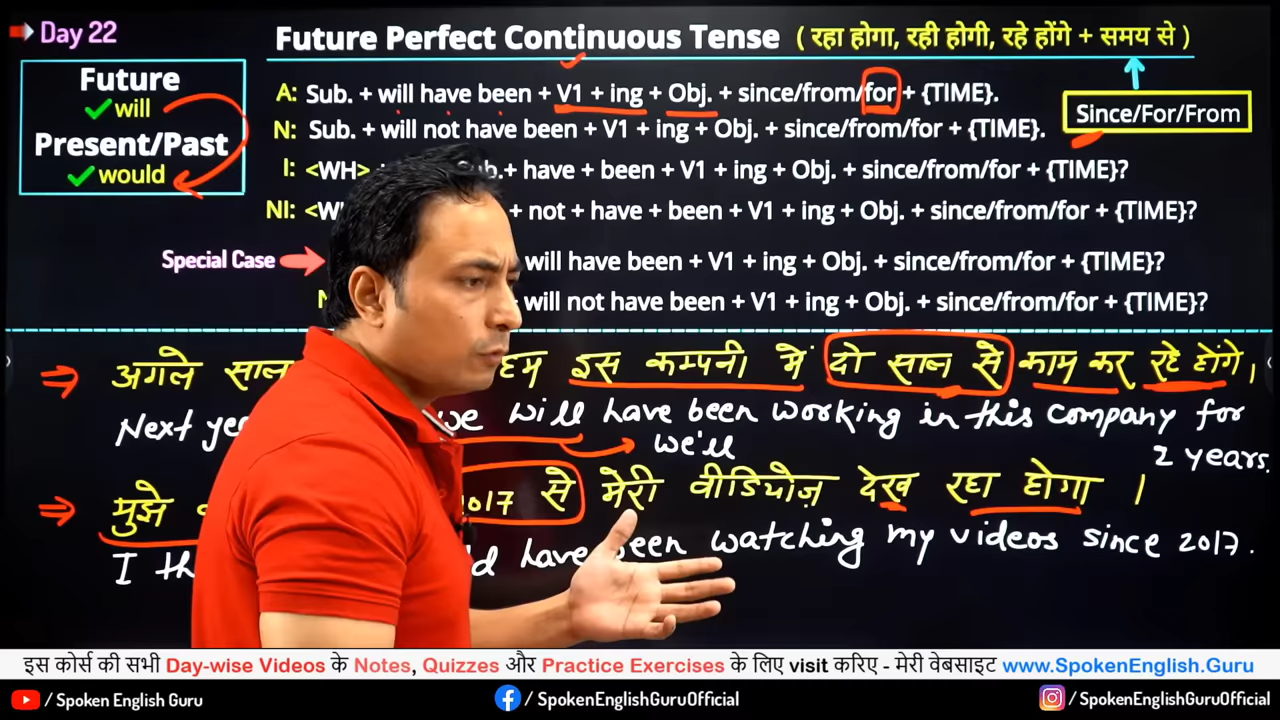 Day 22
Future Perfect Continuous Tense ( रहा होगा, रही होगी, रहे होंगे + समय से )
Future
will
Present/Past
would
A: Sub. + will have been + V1 + ing + Obj. + since/from/for + {TIME}.
Since/For/From
N: Sub. + will not have been + V1 + ing + Obj. + since/from/for + {TIME}.
I: <WH> + have + been + V1 + ing + Obj. + since/from/for + {TIME}?
NI: + not + have + been + V1 + ing + Obj. + since/from/for + {TIME}?
Special Case will have been + V1 + ing + Obj. + since/from/for + {TIME}?
will not have been + V1 + ing + Obj. + since/from/for + {TIME}?
अगले साल हम इस कम्पनी में दो साल से काम कर रहे होंगे।
Next we will have been working in this company for
we'll
2 years.
मुझे 2017 से मेरी वीडियोज़ देख रहा होगा ।
I have been watching my videos since 2017.
इस कोर्स की सभी Day-wise Videos के Notes, Quizzes और Practice Exercises के लिए visit करिए - मेरी वेबसाइट www.SpokenEnglish.Guru
/ Spoken English Guru
/ SpokenEnglishGuruOfficial
/ SpokenEnglishGuruOfficial